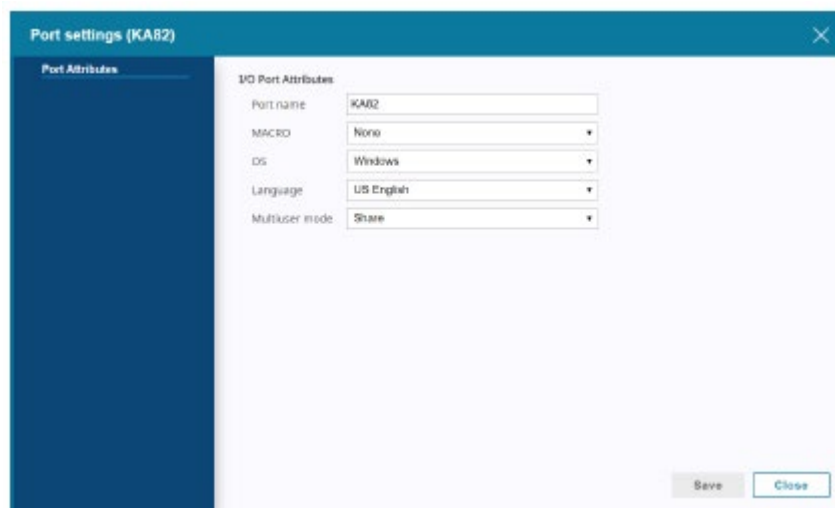 Port settings (KA82)
Port Attributes
I/O Port Attributes
Port name KA82
MACRO None
OS Windows
Language US English
Multiuser mode Share
Save Close